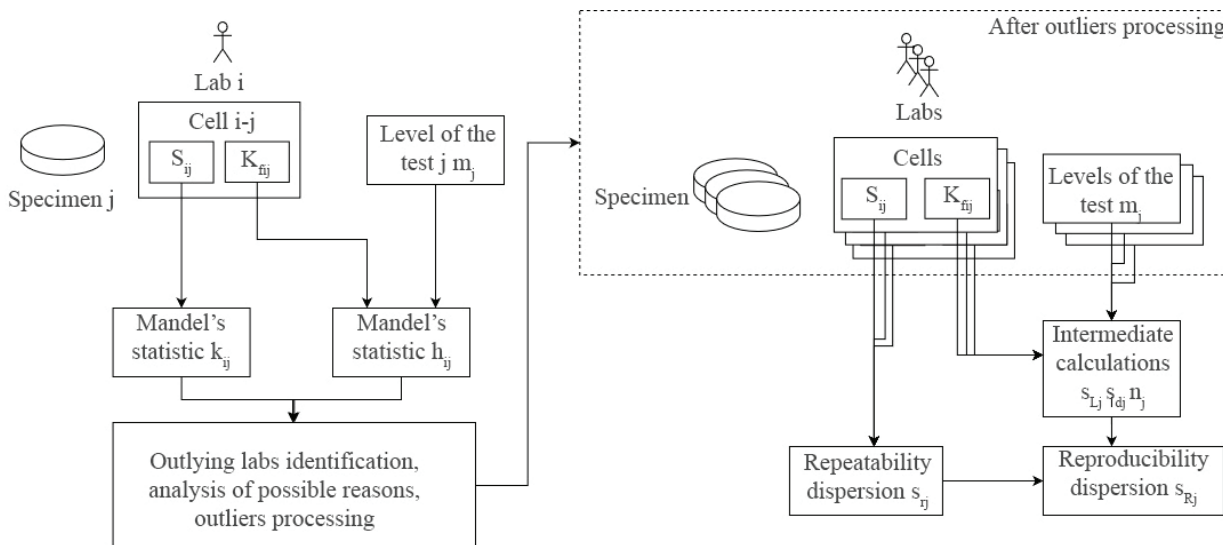 Lab i
Cell i-j
S_ij
K_fij
Specimen j
Level of the
test j m_j
Mandel's
statistic k_ij
Mandel's
statistic h_ij
Outlying labs identification,
analysis of possible reasons,
outliers processing
After outliers processing
Labs
Cells
S_ij
K_fij
Specimen
Levels of the
test m_j
Intermediate
calculations
s_Lj s_dj n_j
Repeatability
dispersion s_rj
Reproducibility
dispersion s_Rj